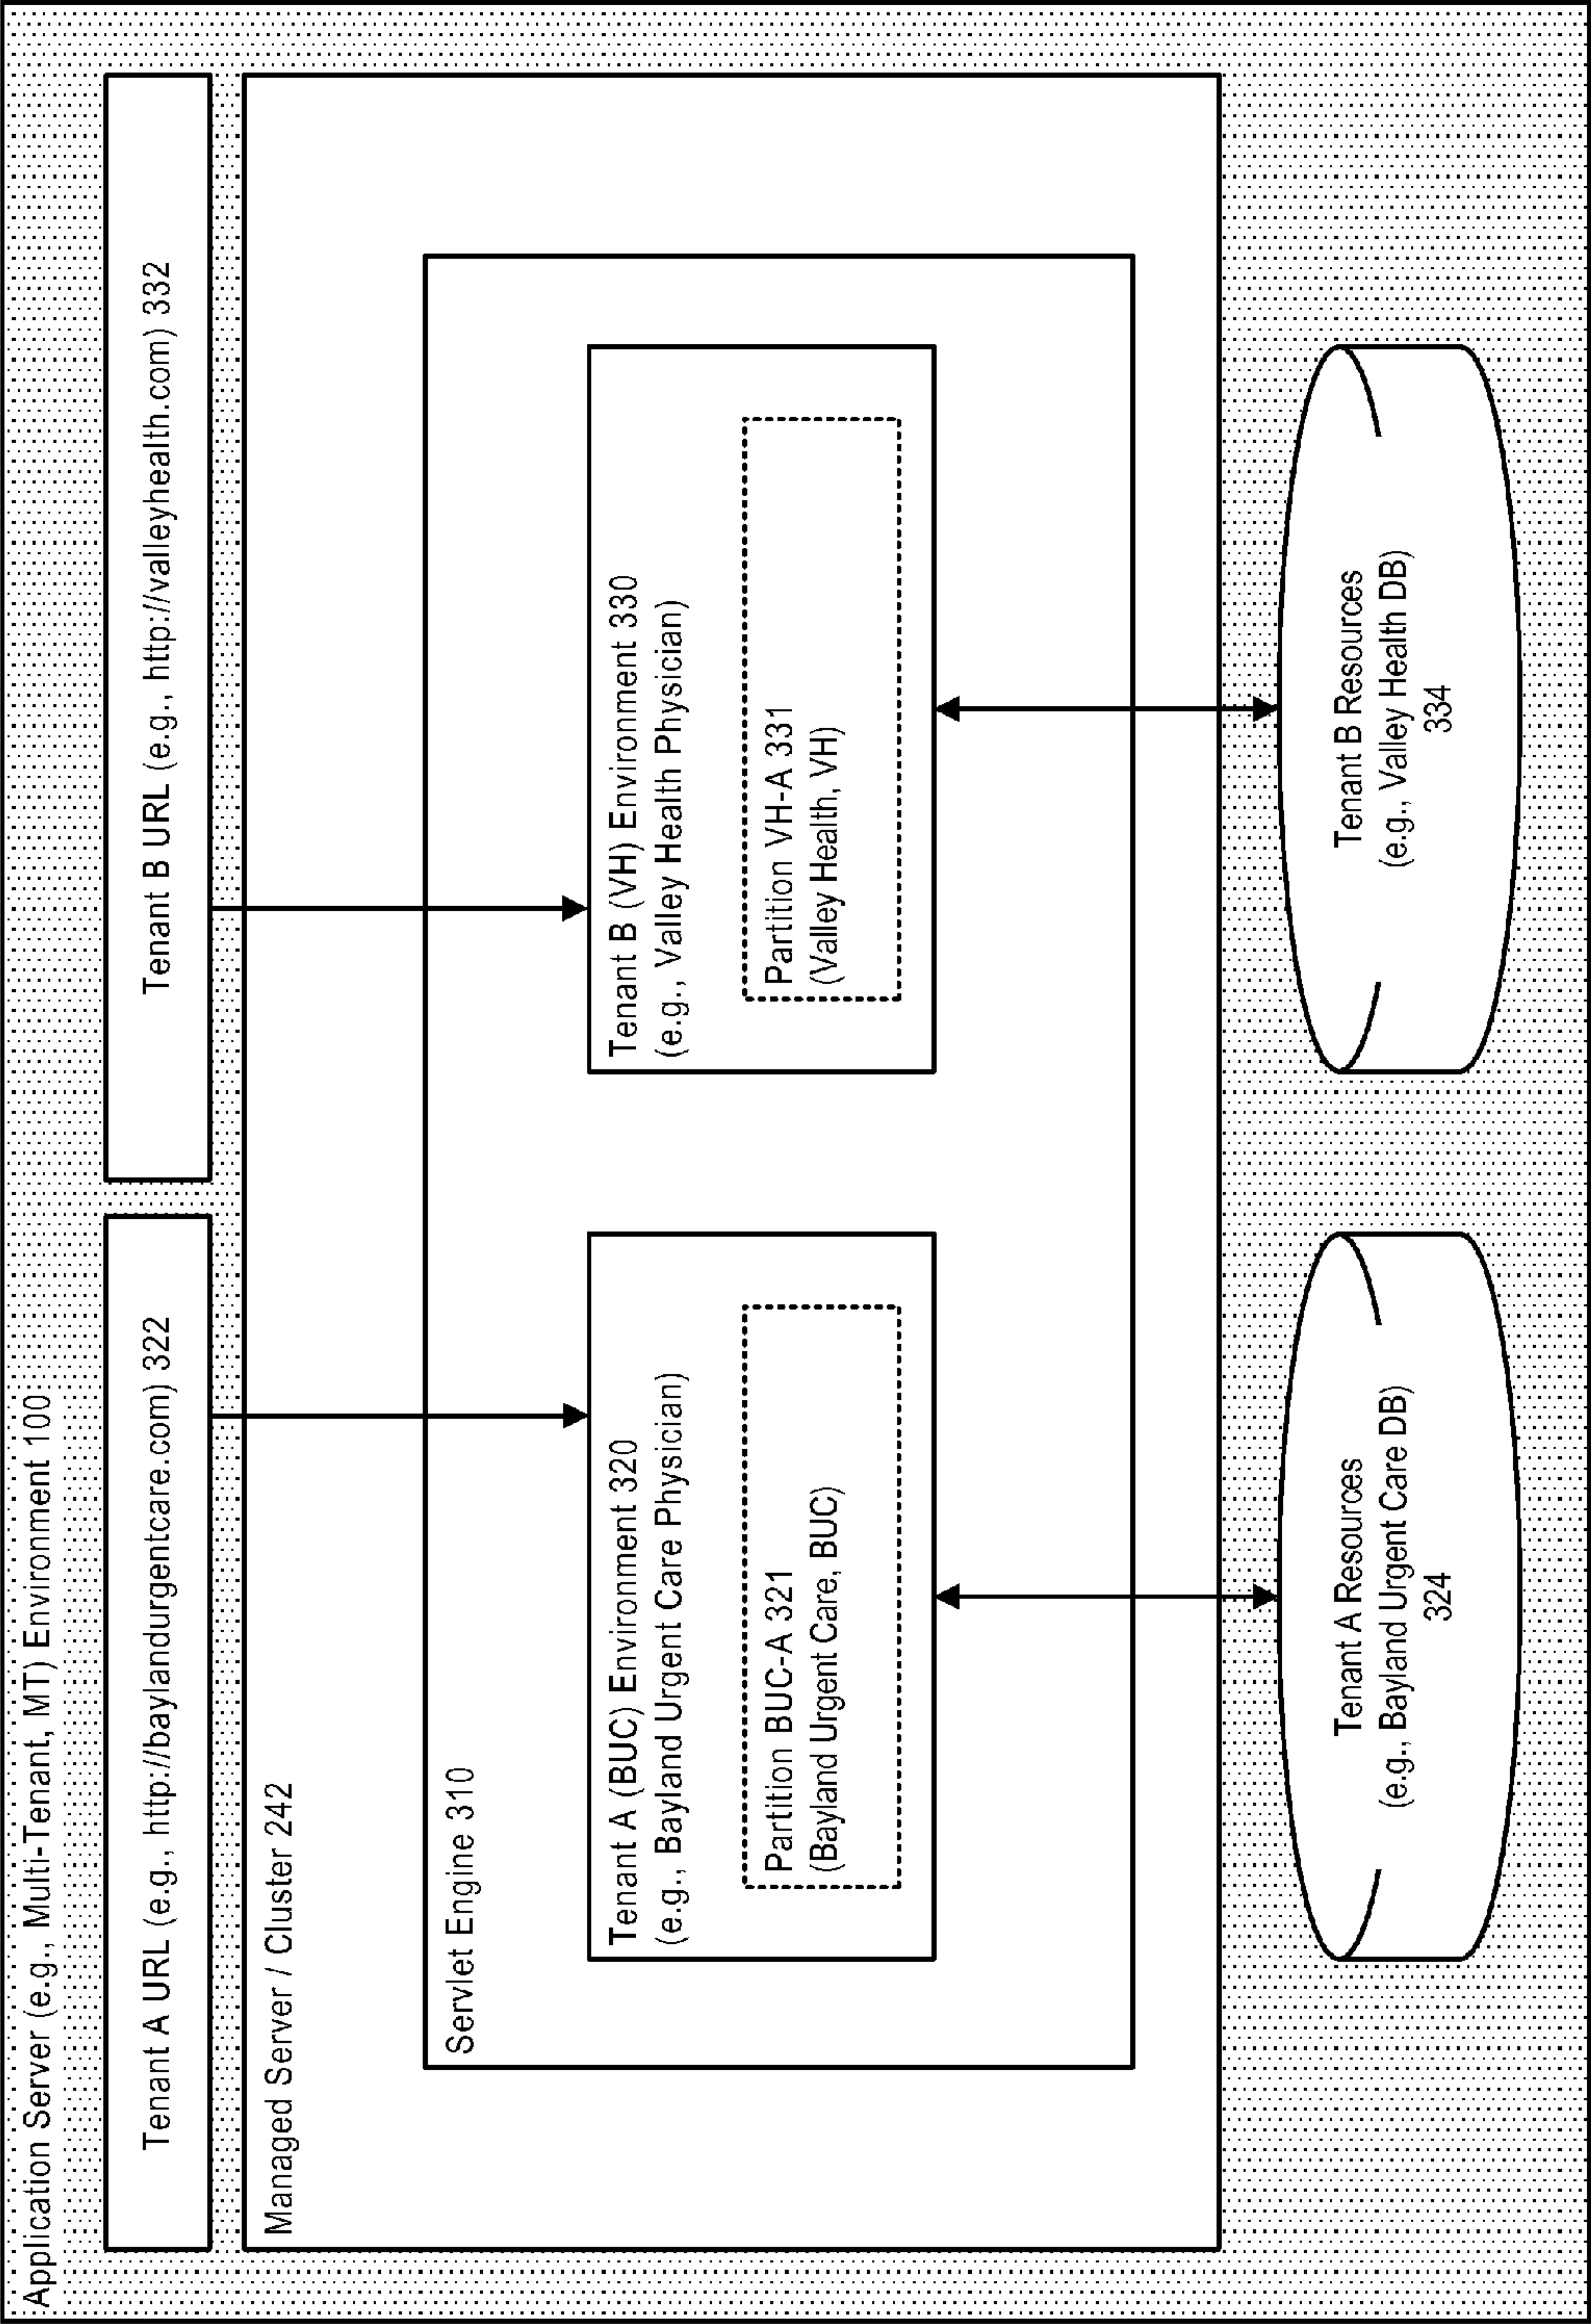 Application Server (e.g., Multi-Tenant, MT) Environment 100
Tenant A URL (e.g., http://baylandurgentcare.com) 322
Tenant B URL (e.g., http://valleyhealth.com) 332
Managed Server / Cluster 242
Servlet Engine 310
Tenant A (BUC) Environment 320
(e.g., Bayland Urgent Care Physician)
Partition BUC-A 321
(Bayland Urgent Care, BUC)
Tenant B (VH) Environment 330
(e.g., Valley Health Physician)
Partition VH-A 331
(Valley Health, VH)
Tenant A Resources
(e.g., Bayland Urgent Care DB)
324
Tenant B Resources
(e.g., Valley Health DB)
334